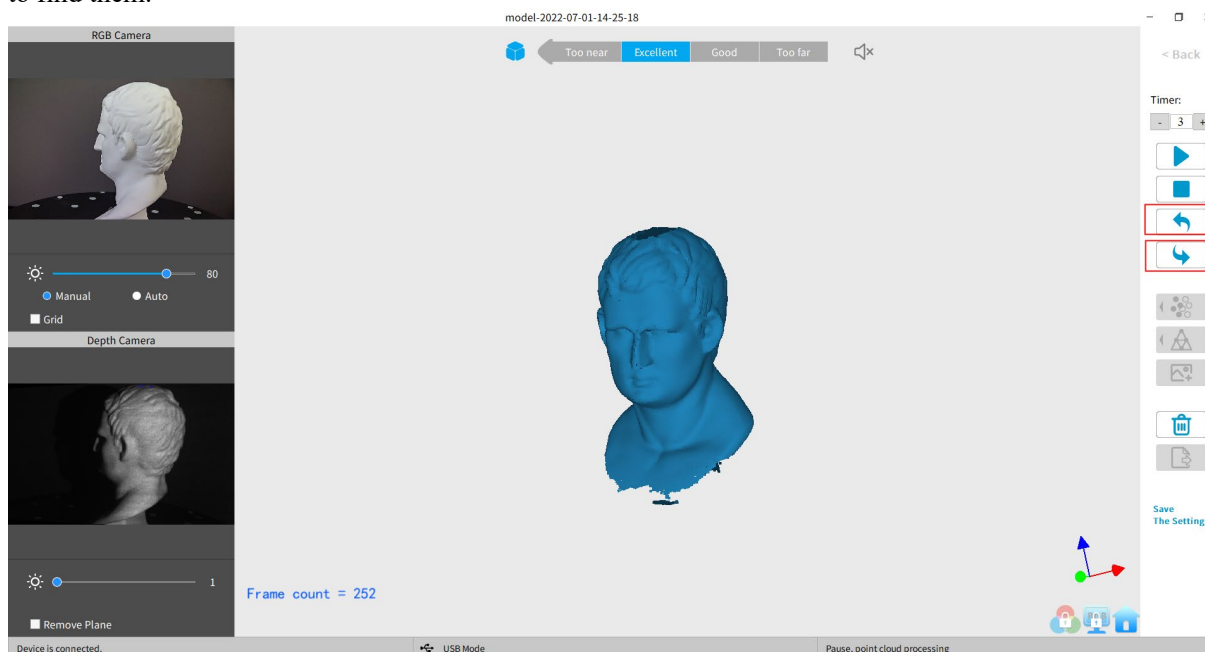 to find them.
model-2022-07-01-14-25-18
RGB Camera
Too near Excellent Good Too far
< Back
Timer:
- 3 +
80
Manual Auto
Grid
Depth Camera
Save
The Setting
1
Frame count = 252
Remove Plane
Device is connected. USB Mode Pause, point cloud processing